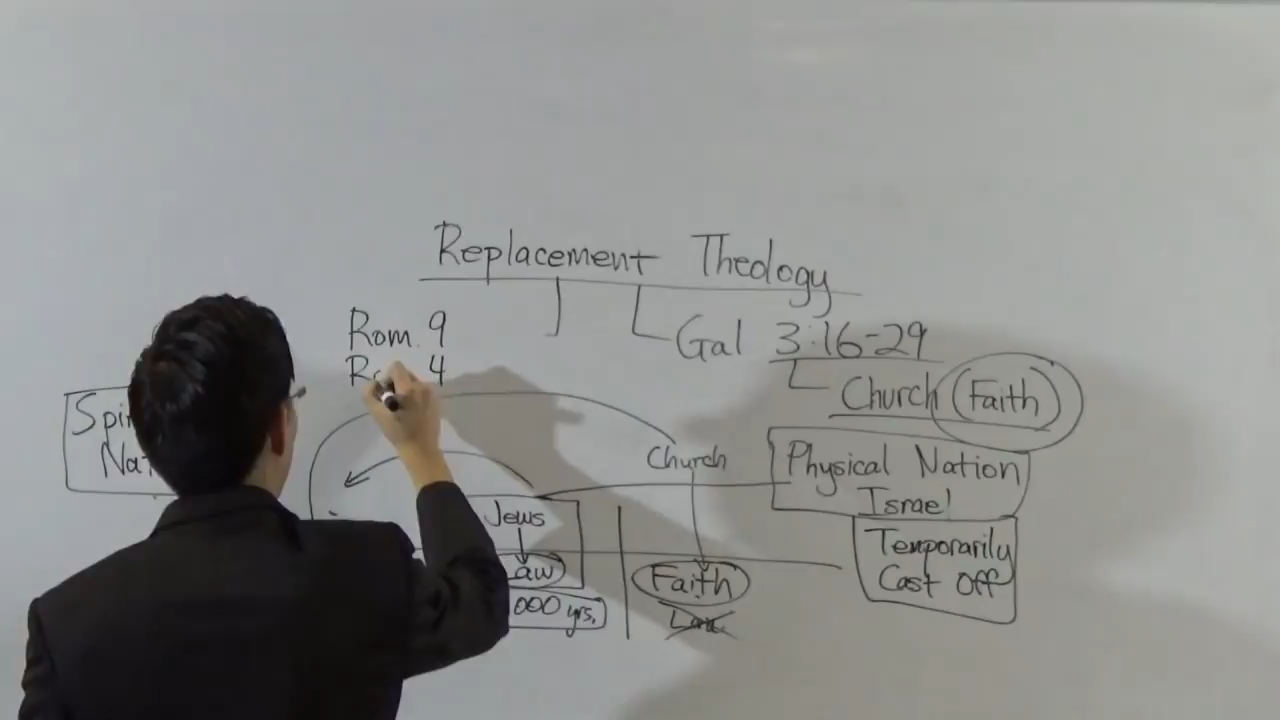 Replacement Theology
Rom. 9
Gal 3:16-29
4
Church Faith
Church
Physical Nation
Israel
Jews
Temporarily
Cast Off
Faith
000 yrs.
Law